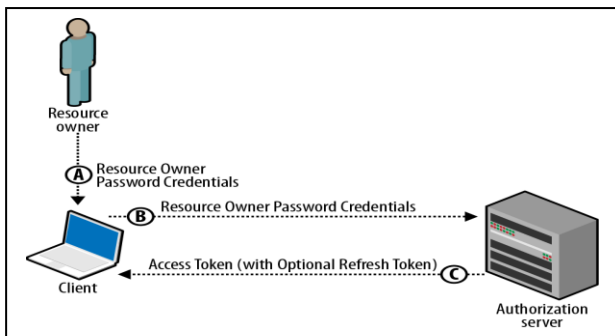 Resource
owner
A
Resource Owner
Password Credentials
B
Resource Owner Password Credentials
Access Token (with Optional Refresh Token)
C
Client
Authorization
server